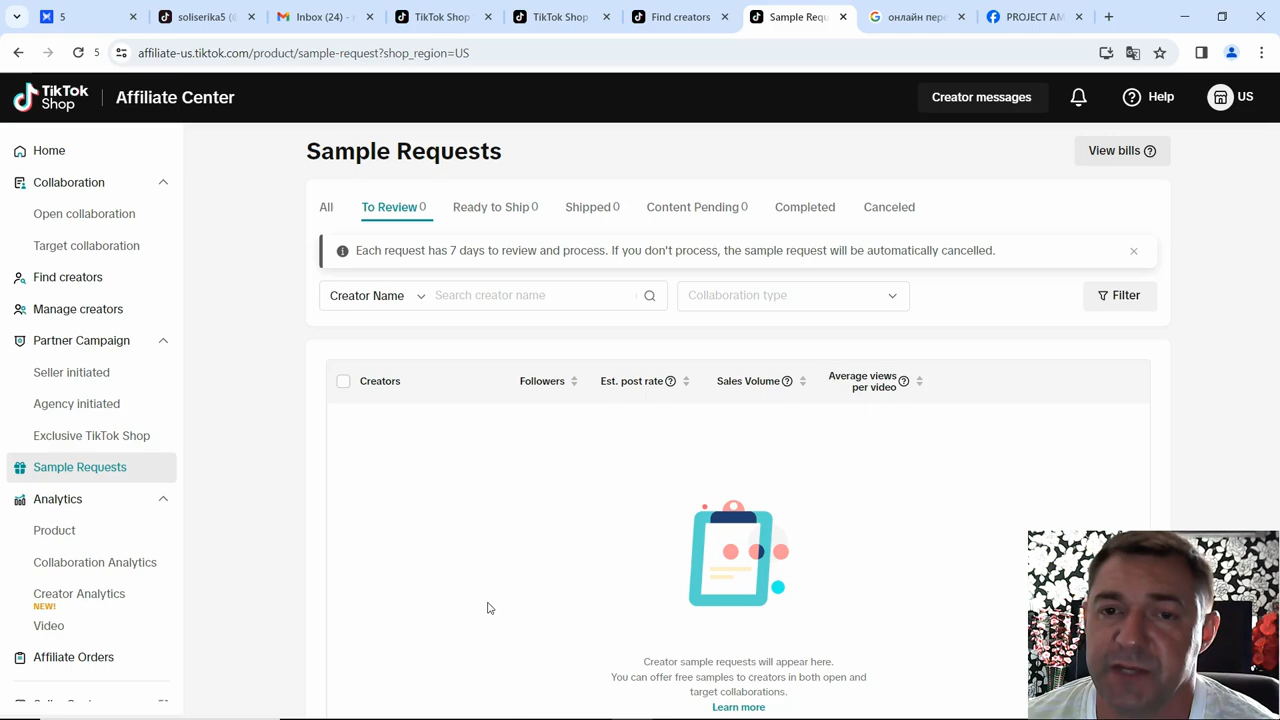 5
soliserika5 (@
Inbox (24) -
TikTok Shop
TikTok Shop
Find creators
Sample Requ
онлайн пере
PROJECT AM
5
affiliate-us.tiktok.com/product/sample-request?shop_region=US
TikTok
Shop
Affiliate Center
Creator messages
Help
US
Home
Collaboration
Open collaboration
Target collaboration
Find creators
Manage creators
Partner Campaign
Seller initiated
Agency initiated
Exclusive TikTok Shop
Sample Requests
Analytics
Product
Collaboration Analytics
Creator Analytics
NEW!
Video
Affiliate Orders
Sample Requests
View bills
All
To Review 0
Ready to Ship 0
Shipped 0
Content Pending 0
Completed
Canceled
Each request has 7 days to review and process. If you don't process, the sample request will be automatically cancelled.
Creator Name
Search creator name
Collaboration type
Filter
Creators
Followers
Est. post rate
Sales Volume
Average views
per video
Creator sample requests will appear here.
You can offer free samples to creators in both open and
target collaborations.
Learn more